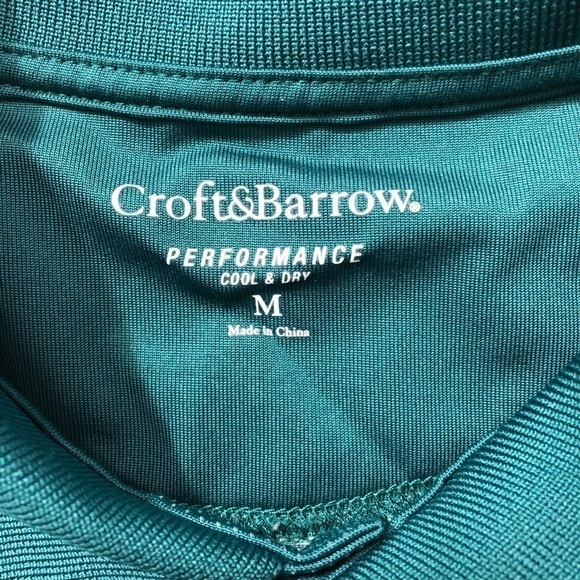 Croft&Barrow®
PERFORMANCE
COOL & DRY
M
Made in China